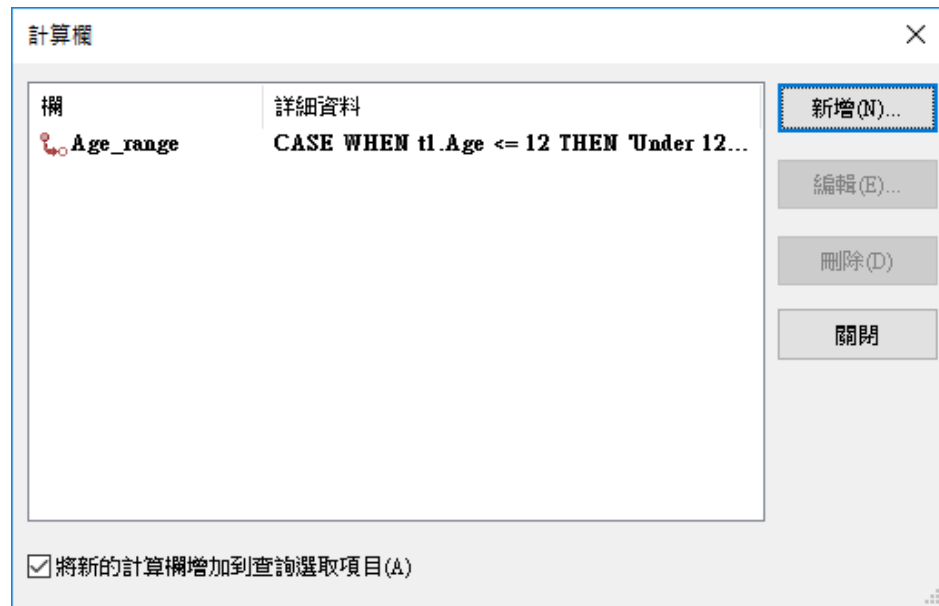 計算欄
欄 詳細資料
Age_range CASE WHEN t1.Age <= 12 THEN 'Under 12...
新增(N)...
編輯(E)...
刪除(D)
關閉
將新的計算欄增加到查詢選取項目(A)